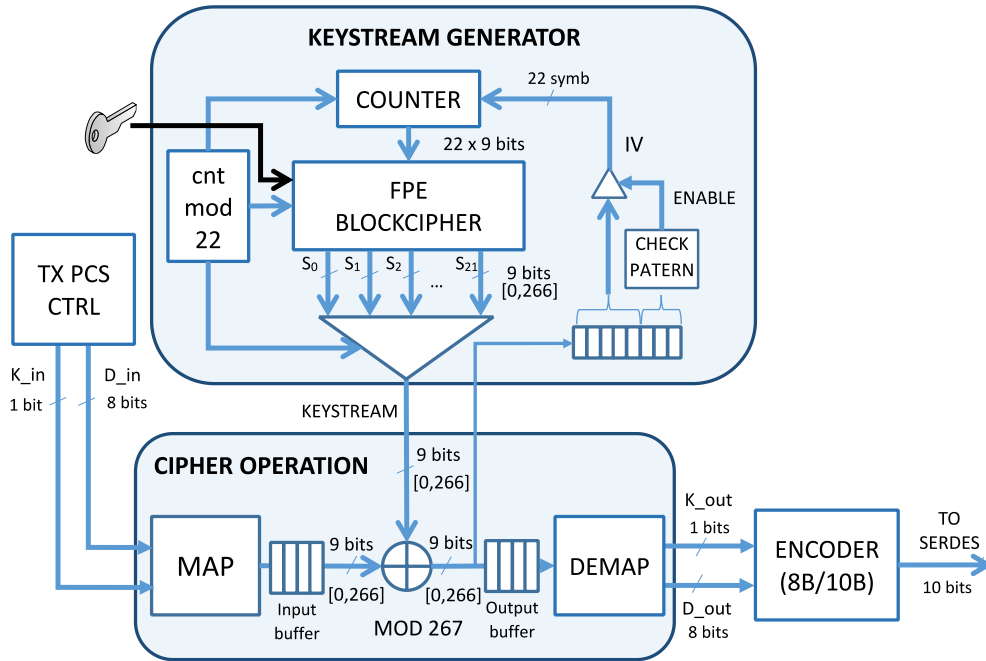 KEYSTREAM GENERATOR
22 symb
COUNTER
22 x 9 bits
IV
cnt
mod
22
FPE
BLOCKCIPHER
ENABLE
CHECK
PATERN
TX PCS
CTRL
S0
S1
S2
...
S21
9 bits
[0,266]
K_in
1 bit
D_in
8 bits
KEYSTREAM
CIPHER OPERATION
9 bits
[0,266]
MAP
Input
buffer
9 bits
[0,266]
MOD 267
9 bits
[0,266]
Output
buffer
DEMAP
K_out
1 bits
D_out
8 bits
ENCODER
(8B/10B)
TO
SERDES
10 bits